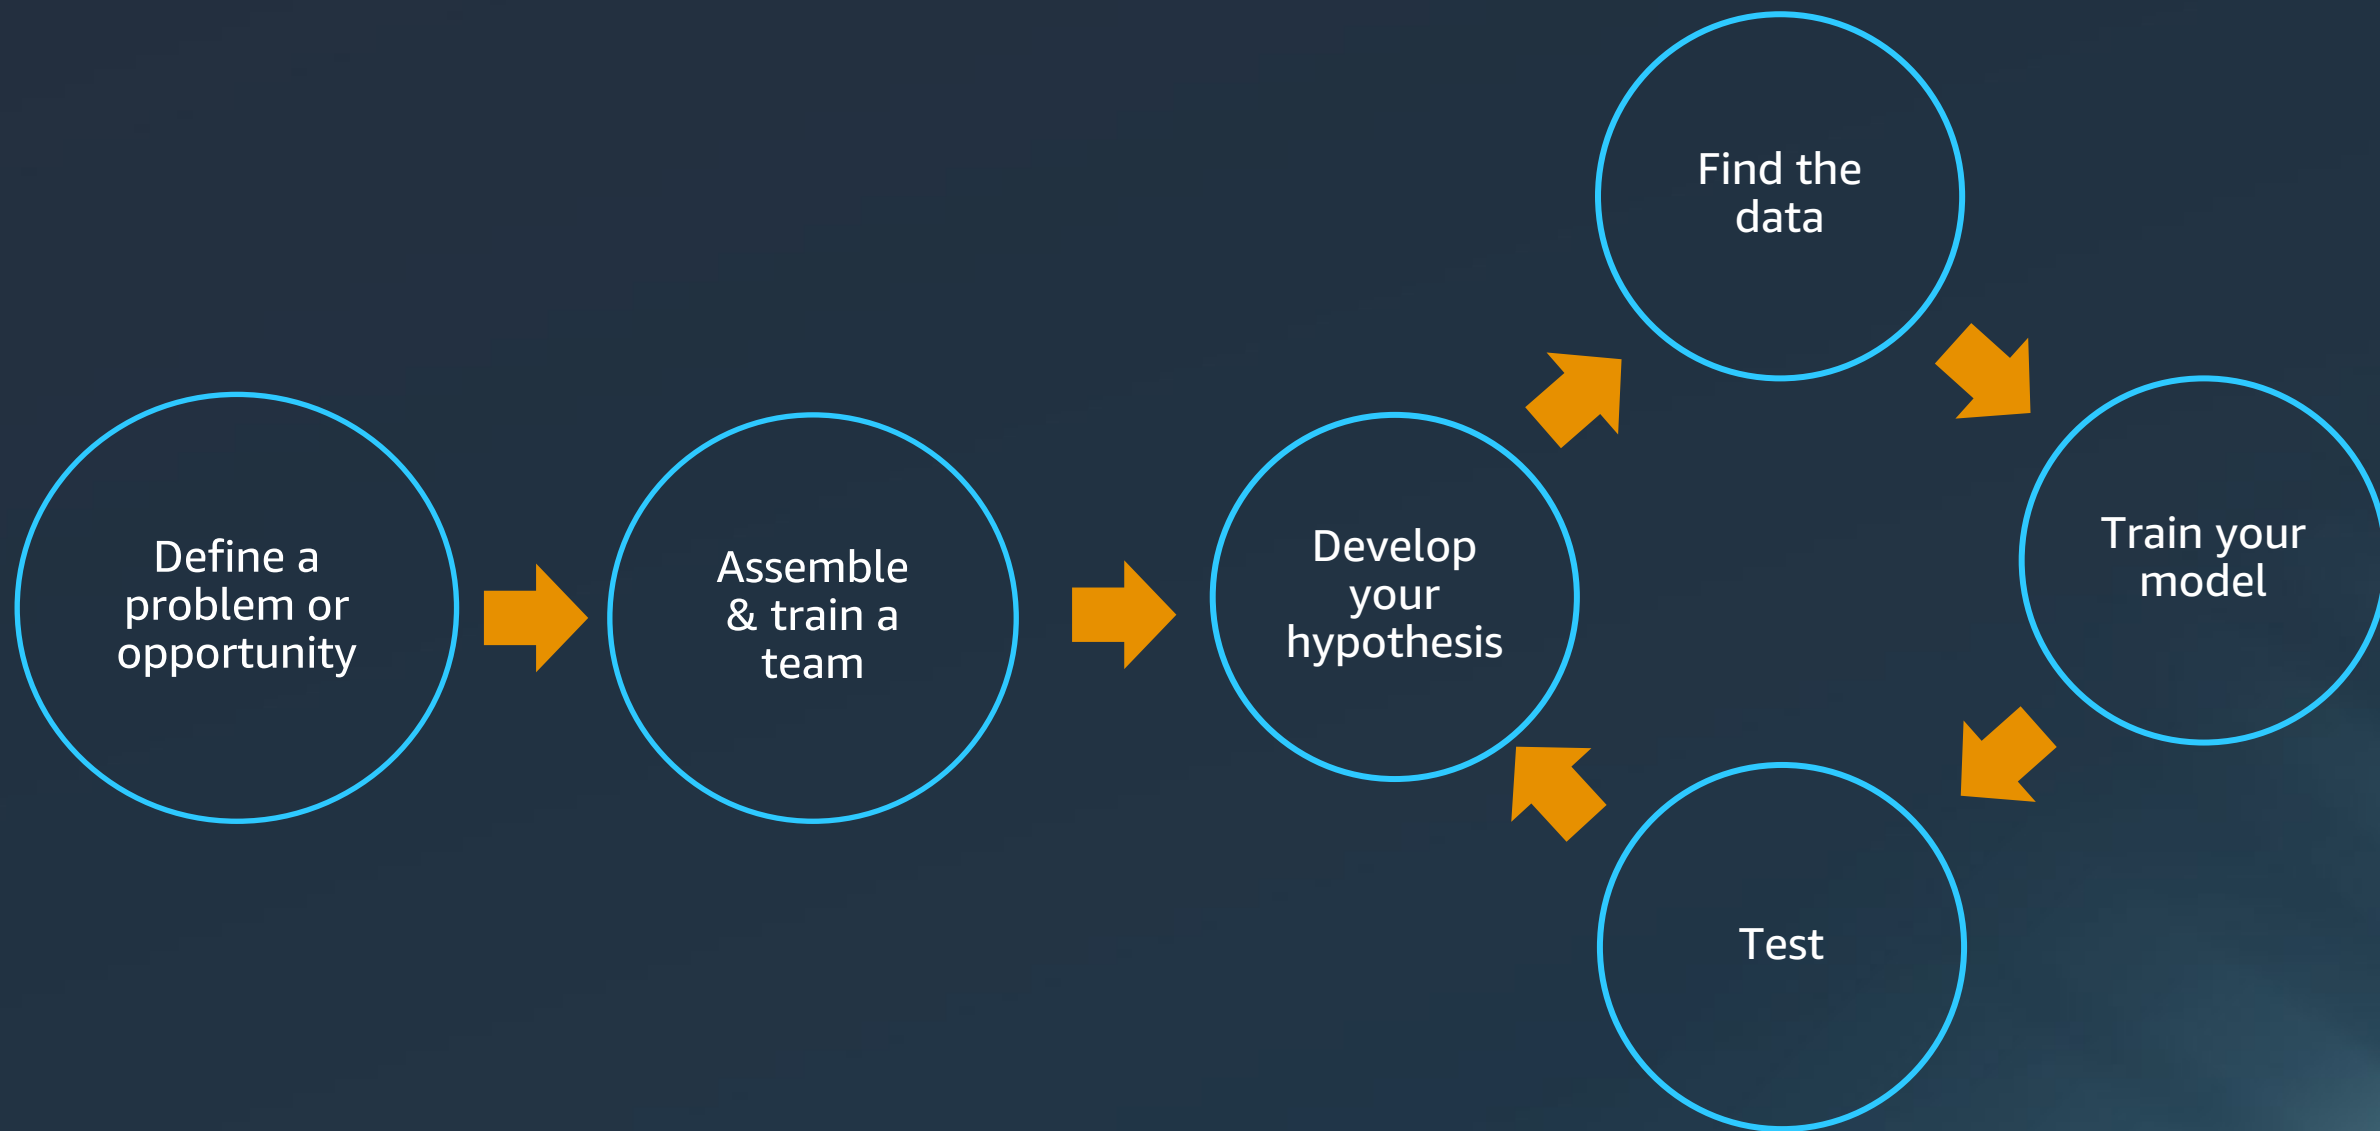 Define a
problem or
opportunity
Assemble
& train a
team
Develop
your
hypothesis
Find the
data
Train your
model
Test